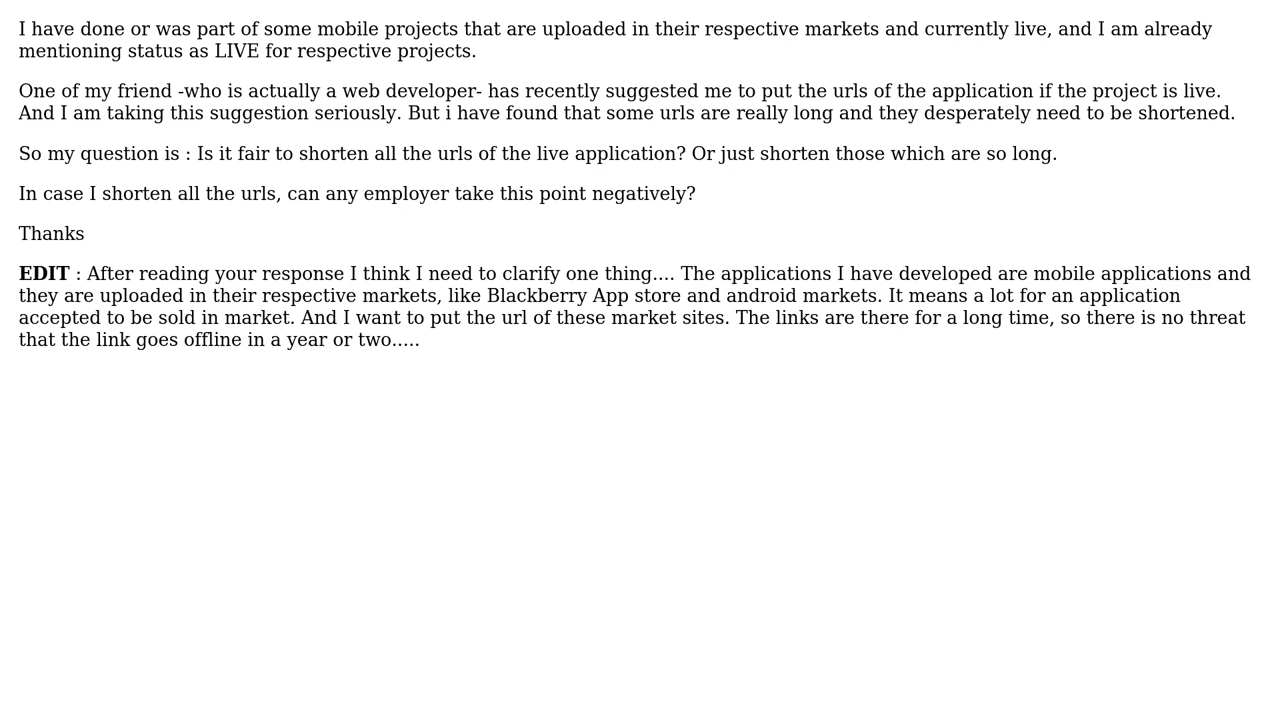 I have done or was part of some mobile projects that are uploaded in their respective markets and currently live, and I am already
mentioning status as LIVE for respective projects.
One of my friend -who is actually a web developer- has recently suggested me to put the urls of the application if the project is live.
And I am taking this suggestion seriously. But i have found that some urls are really long and they desperately need to be shortened.
So my question is : Is it fair to shorten all the urls of the live application? Or just shorten those which are so long.
In case I shorten all the urls, can any employer take this point negatively?
Thanks
EDIT : After reading your response I think I need to clarify one thing.... The applications I have developed are mobile applications and
they are uploaded in their respective markets, like Blackberry App store and android markets. It means a lot for an application
accepted to be sold in market. And I want to put the url of these market sites. The links are there for a long time, so there is no threat
that the link goes offline in a year or two.....